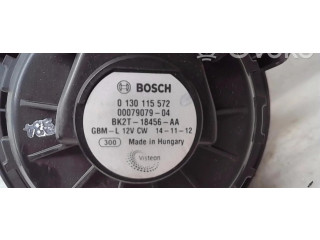 BOSCH
0 130 115 572
00079079-04
BK2T-18456-AA
GBM-L 12V CW 14-11-12
300 Made in Hungary
Visteon